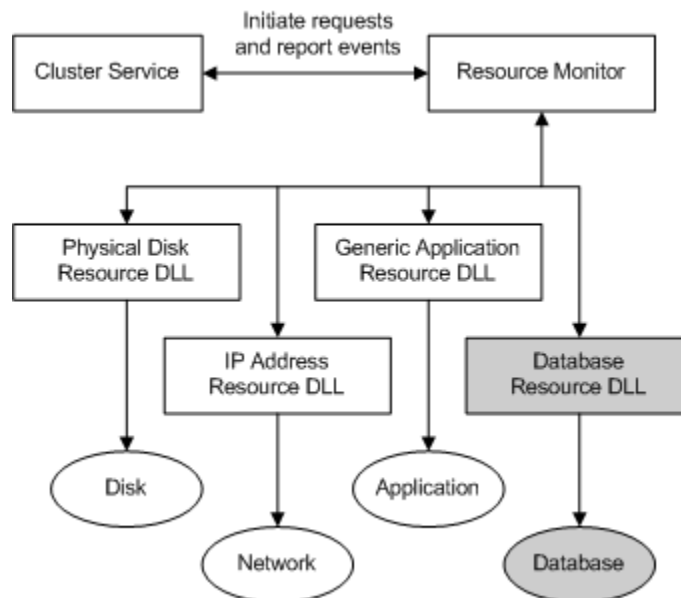 Initiate requests
and report events
Cluster Service
Resource Monitor
Physical Disk
Resource DLL
Generic Application
Resource DLL
IP Address
Resource DLL
Database
Resource DLL
Disk
Application
Network
Database